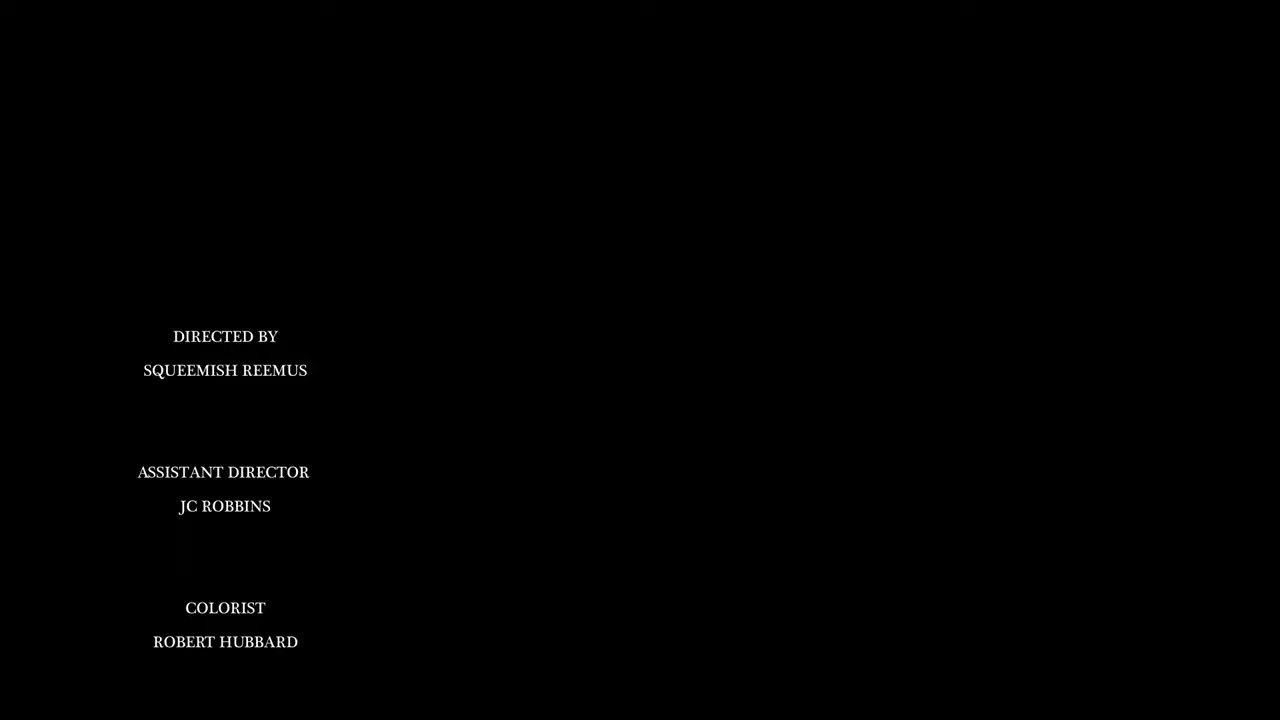 DIRECTED BY
SQUEEMISH REEMUS
ASSISTANT DIRECTOR
JC ROBBINS
COLORIST
ROBERT HUBBARD